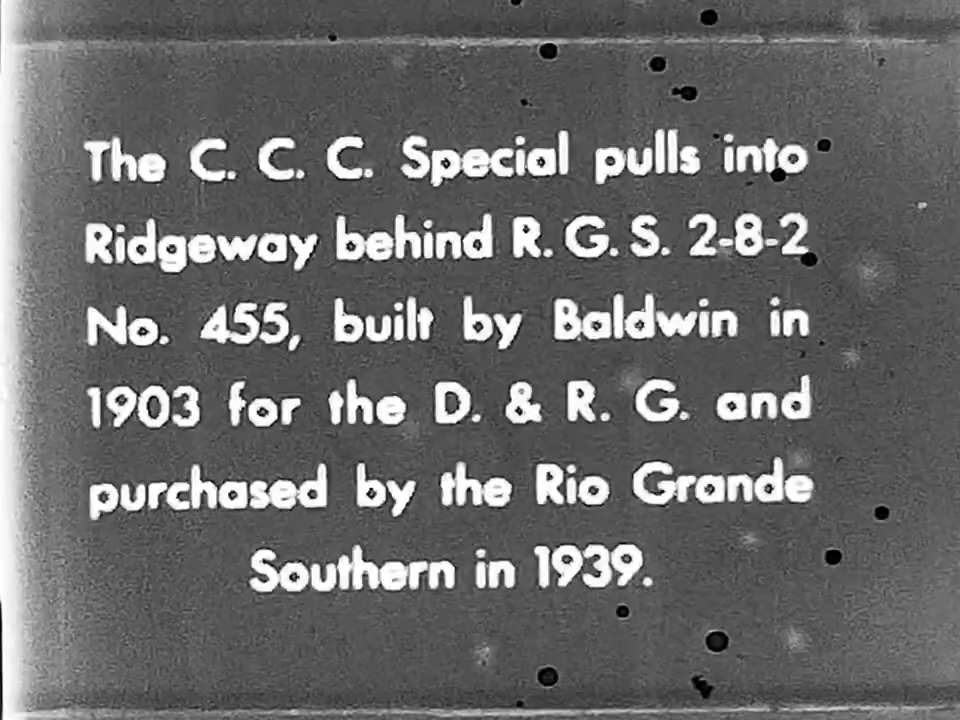 The C. C. C. Special pulls into
Ridgeway behind R. G. S. 2-8-2
No. 455, built by Baldwin in
1903 for the D. & R. G. and
purchased by the Rio Grande
Southern in 1939.